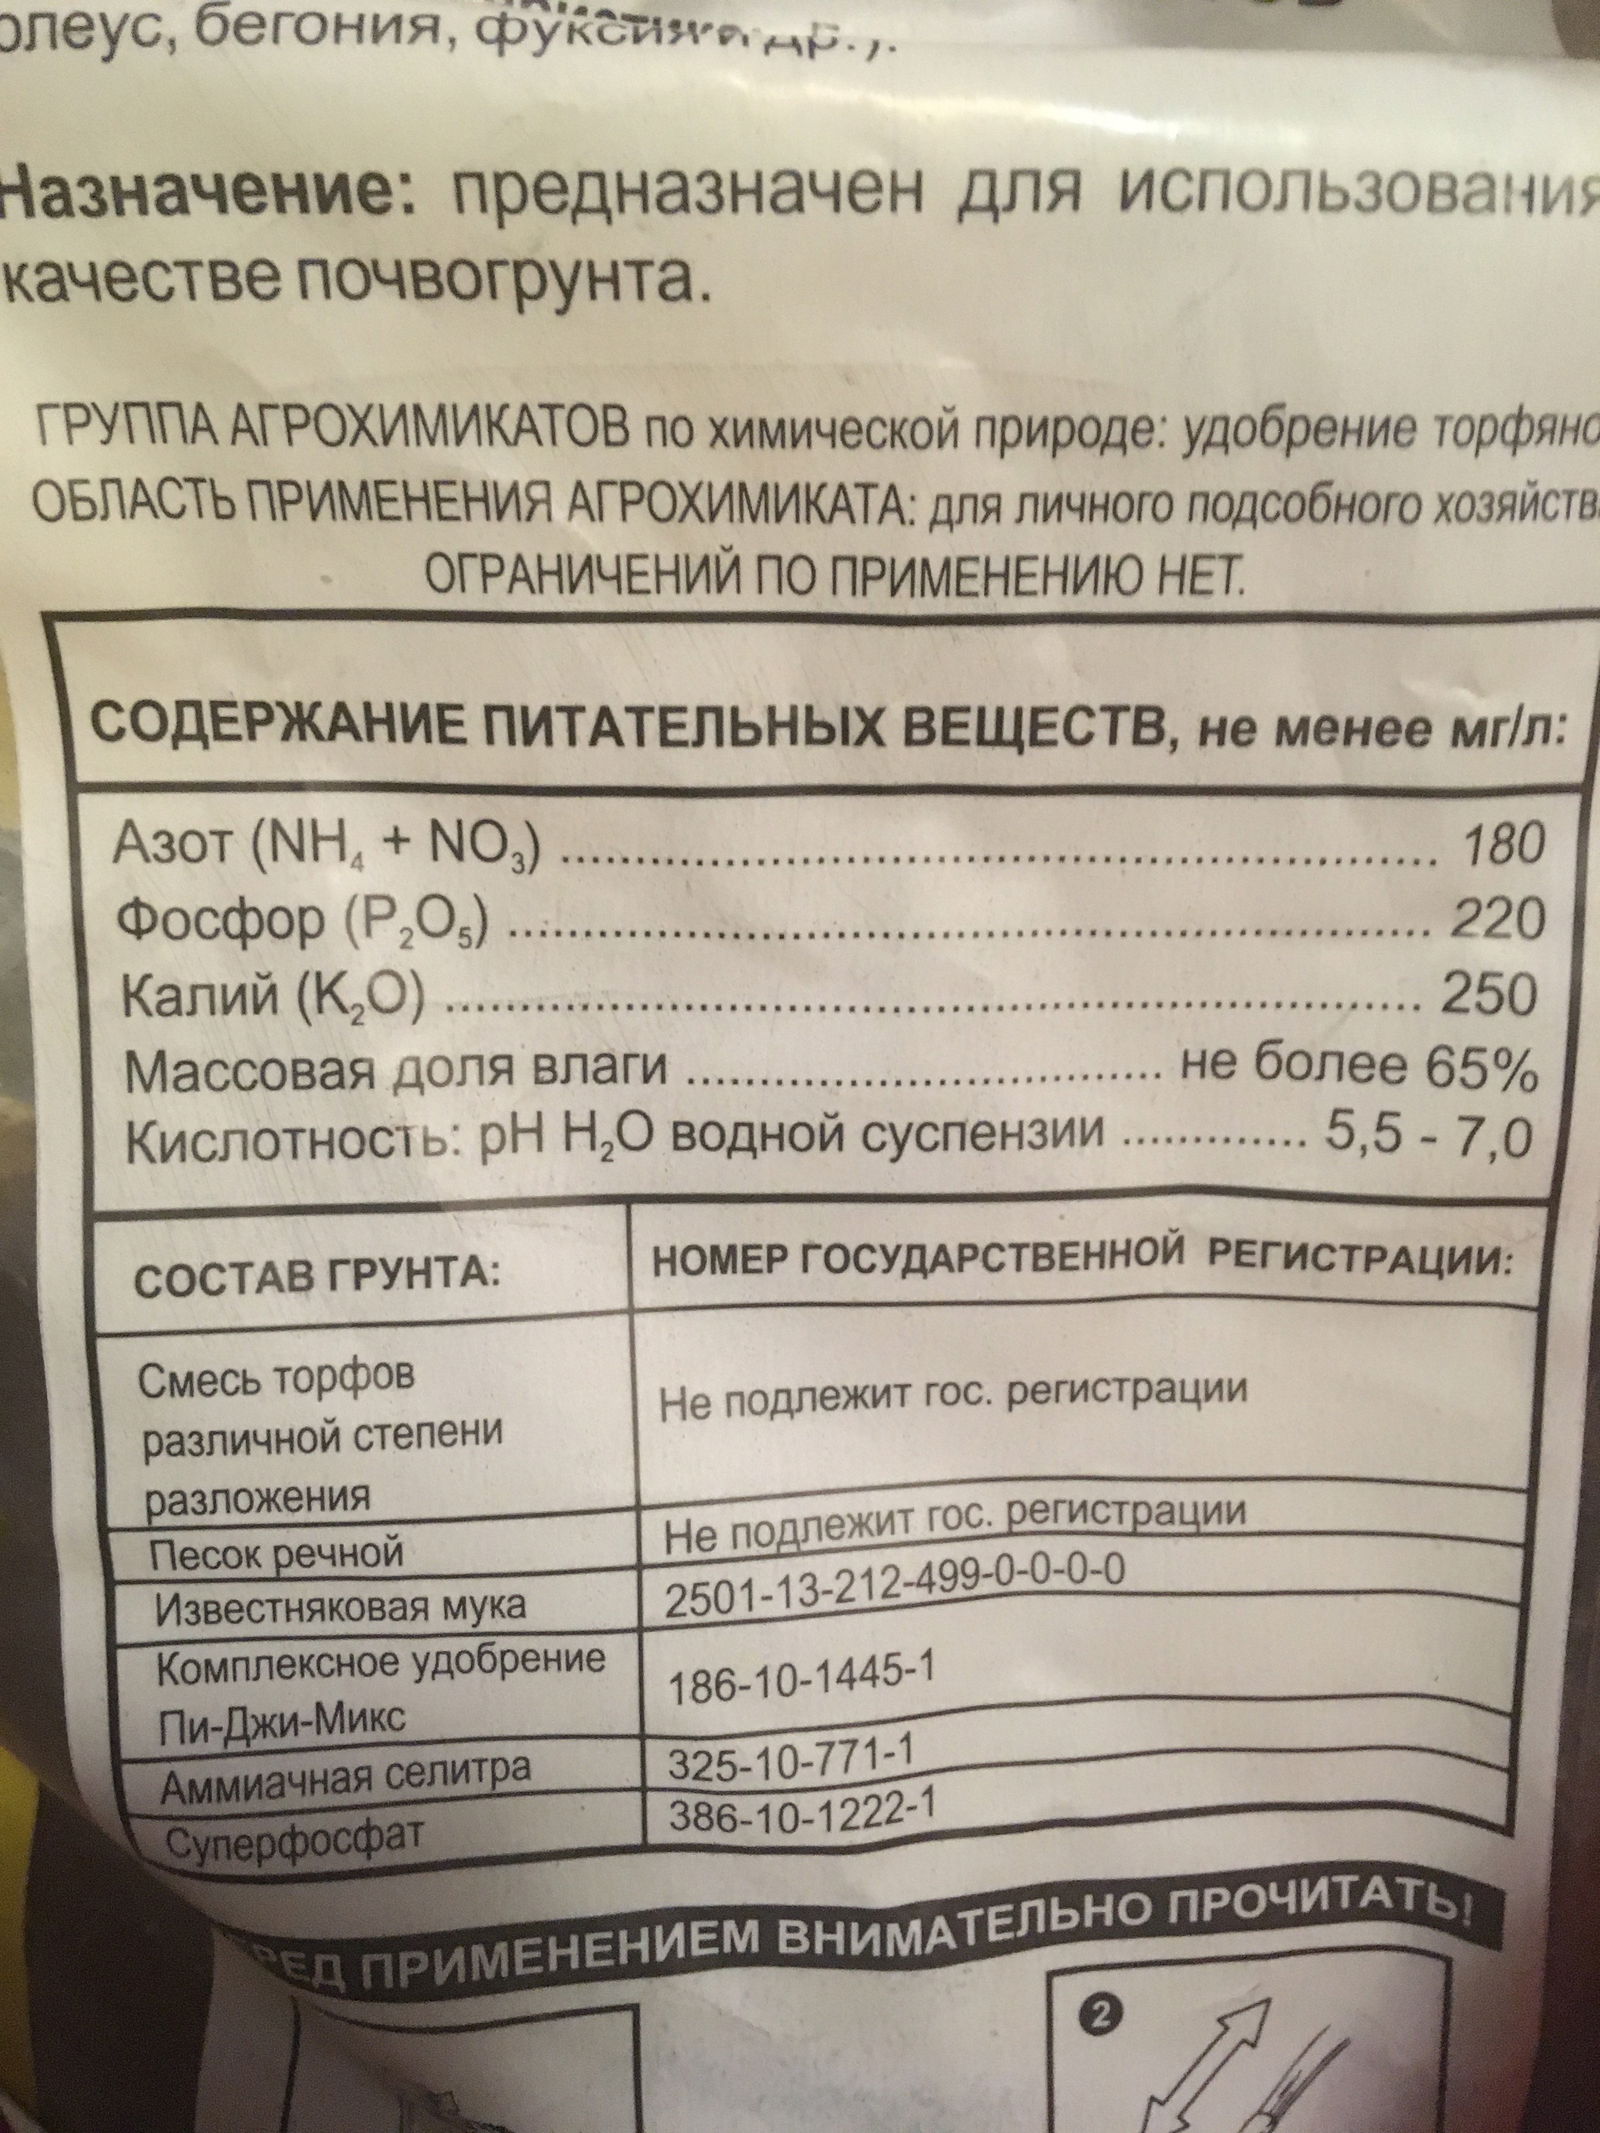 олеус, бегония, фуксия и др.).
Назначение: предназначен для использования
качестве почвогрунта.
ГРУППА АГРОХИМИКАТОВ по химической природе: удобрение торфяно
ОБЛАСТЬ ПРИМЕНЕНИЯ АГРОХИМИКАТА: для личного подсобного хозяйств
ОГРАНИЧЕНИЙ ПО ПРИМЕНЕНИЮ НЕТ.
СОДЕРЖАНИЕ ПИТАТЕЛЬНЫХ ВЕЩЕСТВ, не менее мг/л:
Азот (NH₄ + NO₃) ........ 180
Фосфор (P₂O₅) ........ 220
Калий (K₂O) ........ 250
Массовая доля влаги ........ не более 65%
Кислотность: pH H₂O водной суспензии ........ 5,5 - 7,0
СОСТАВ ГРУНТА: НОМЕР ГОСУДАРСТВЕННОЙ РЕГИСТРАЦИИ:
Смесь торфов
различной степени
разложения
Не подлежит гос. регистрации
Песок речной Не подлежит гос. регистрации
Известняковая мука 2501-13-212-499-0-0-0-0
Комплексное удобрение
Пи-Джи-Микс
186-10-1445-1
Аммиачная селитра 325-10-771-1
Суперфосфат 386-10-1222-1
РЕД ПРИМЕНЕНИЕМ ВНИМАТЕЛЬНО ПРОЧИТАТЬ!
2